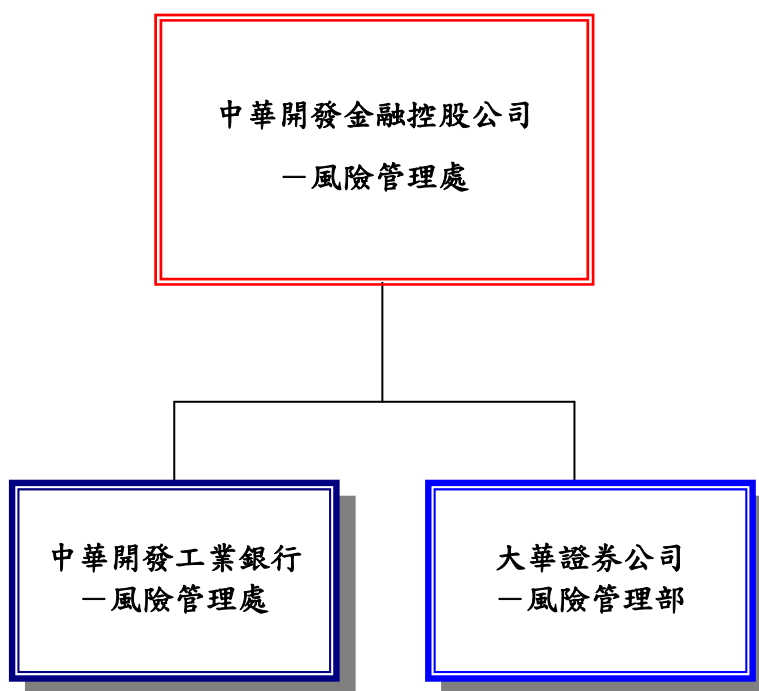 中華開發金融控股公司
－風險管理處
中華開發工業銀行
－風險管理處
大華證券公司
－風險管理部